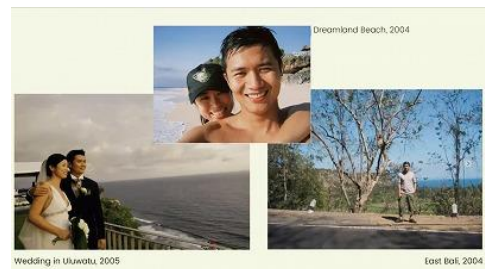 Dreamland Beach, 2004
Wedding in Uluwatu, 2005
East Bali, 2004